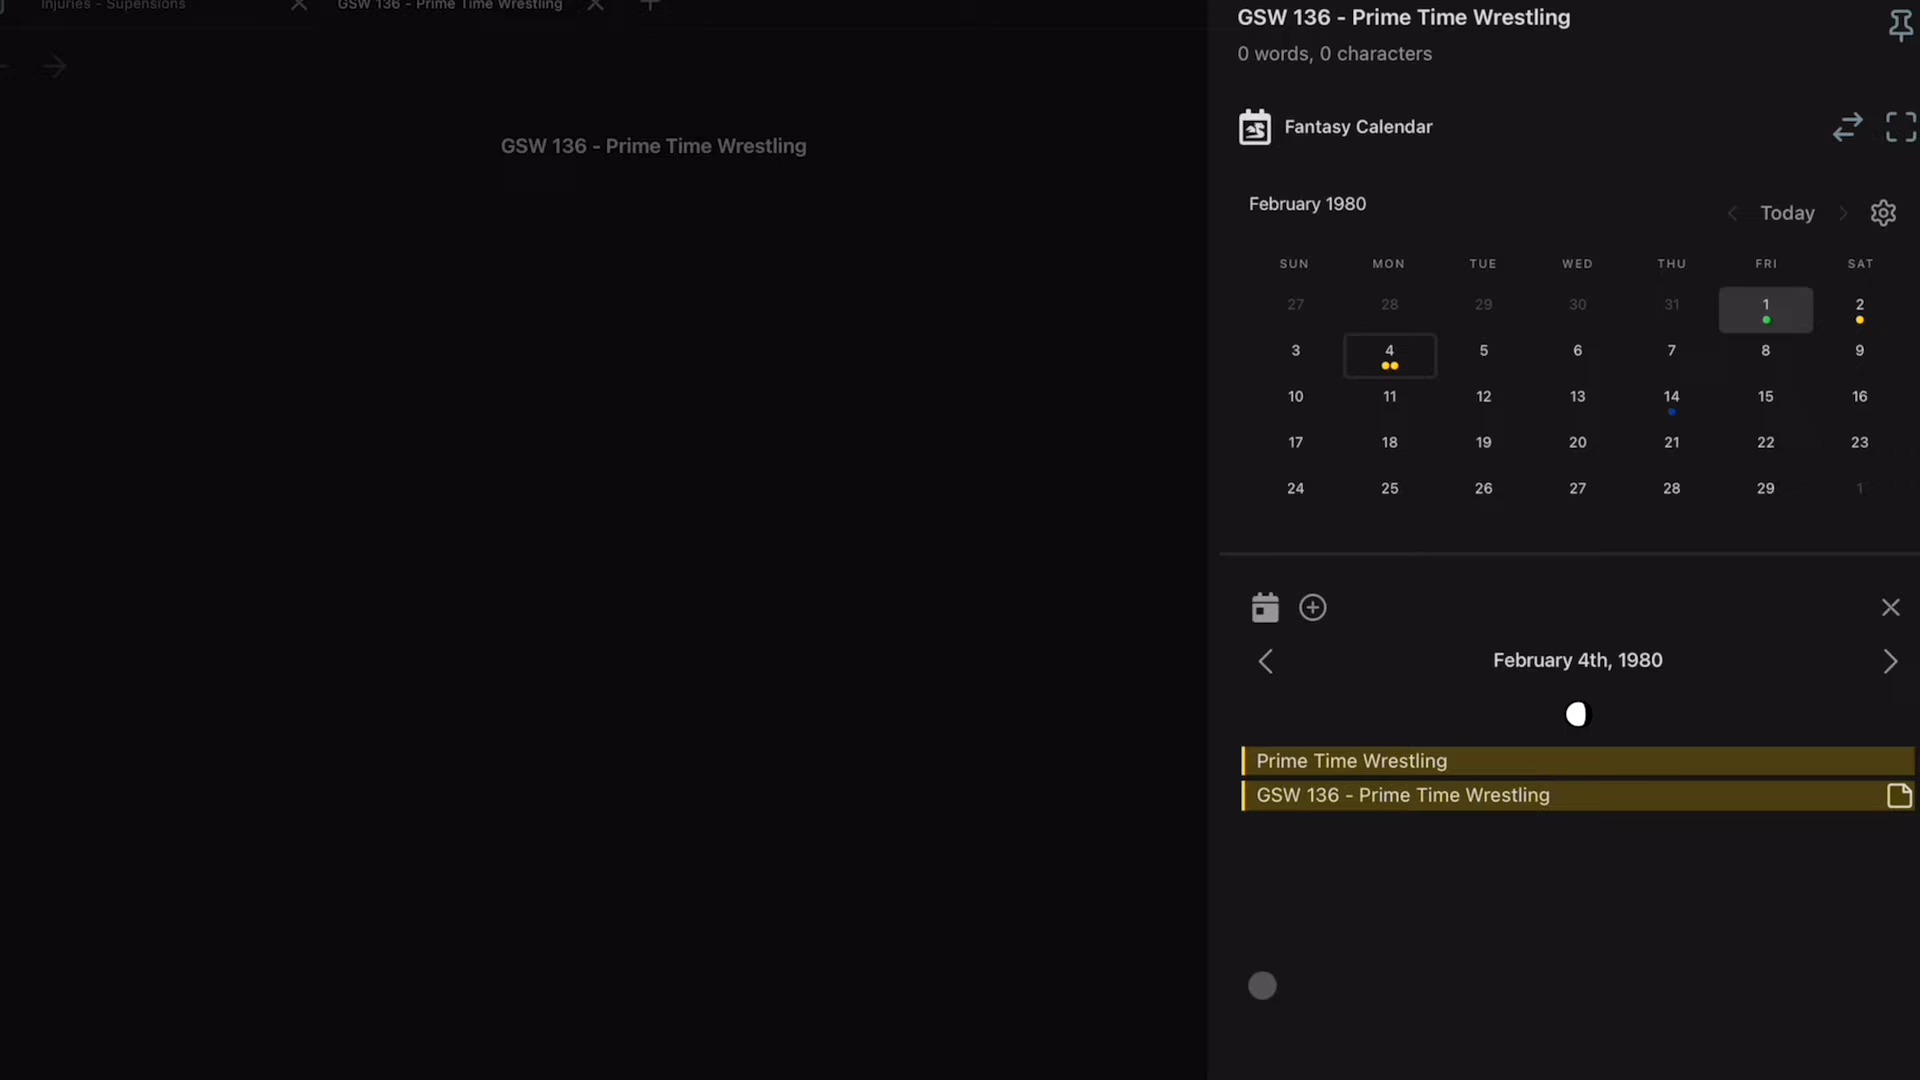 Injuries - Supensions
GSW 136 - Prime Time Wrestling
GSW 136 - Prime Time Wrestling
GSW 136 - Prime Time Wrestling
0 words, 0 characters
Fantasy Calendar
February 1980
Today
SUN MON TUE WED THU FRI SAT
27 28 29 30 31 1 2
3 4 5 6 7 8 9
10 11 12 13 14 15 16
17 18 19 20 21 22 23
24 25 26 27 28 29 1
February 4th, 1980
Prime Time Wrestling
GSW 136 - Prime Time Wrestling